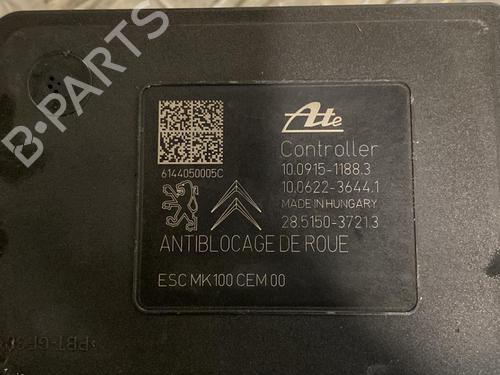 B-PARTS
Ate
Controller
10.0915-1188.3
10.0622-3644.1
MADE IN HUNGARY
28.5150-3721.3
6144050005C
ANTIBLOCAGE DE ROUE
ESC MK100 CEM 00